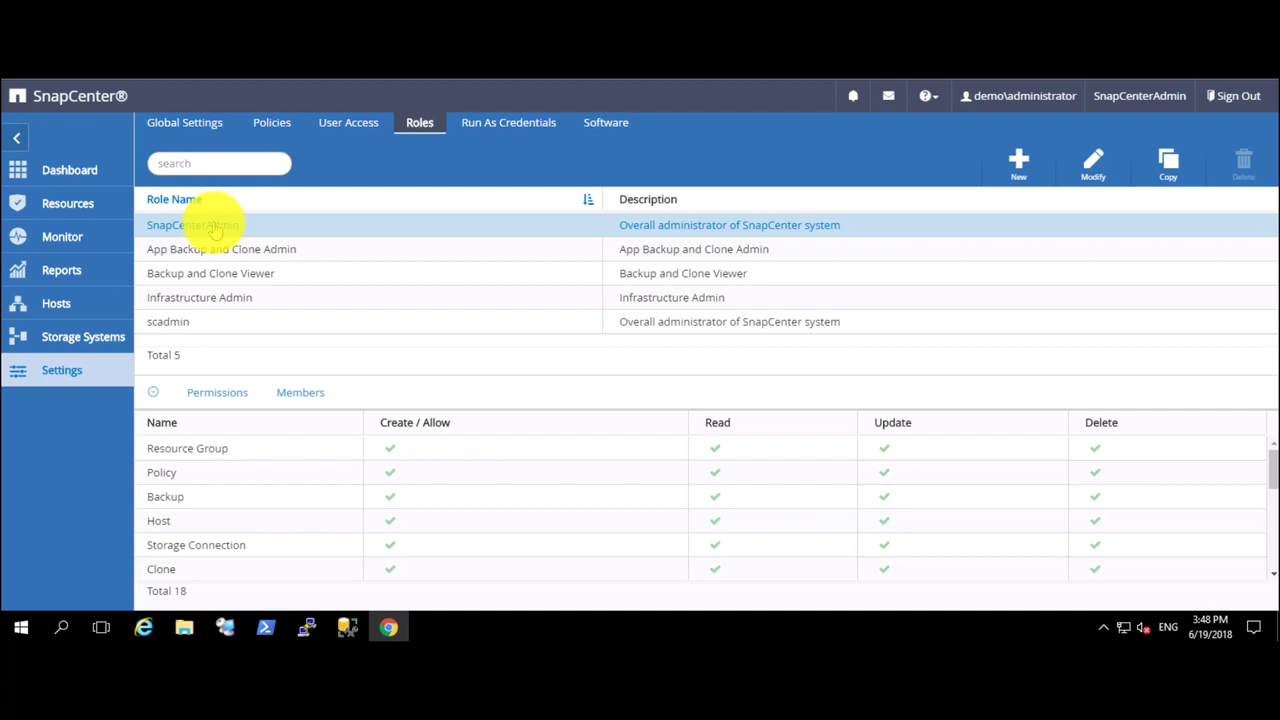 SnapCenter®
demo\administrator
SnapCenterAdmin
Sign Out
Global Settings
Policies
User Access
Roles
Run As Credentials
Software
search
New
Modify
Copy
Delete
Dashboard
Resources
Monitor
Reports
Hosts
Storage Systems
Settings
Role Name
Description
SnapCenterAdmin
Overall administrator of SnapCenter system
App Backup and Clone Admin
App Backup and Clone Admin
Backup and Clone Viewer
Backup and Clone Viewer
Infrastructure Admin
Infrastructure Admin
scadmin
Overall administrator of SnapCenter system
Total 5
Permissions
Members
Name
Create / Allow
Read
Update
Delete
Resource Group
Policy
Backup
Host
Storage Connection
Clone
Total 18
ENG
3:48 PM
6/19/2018